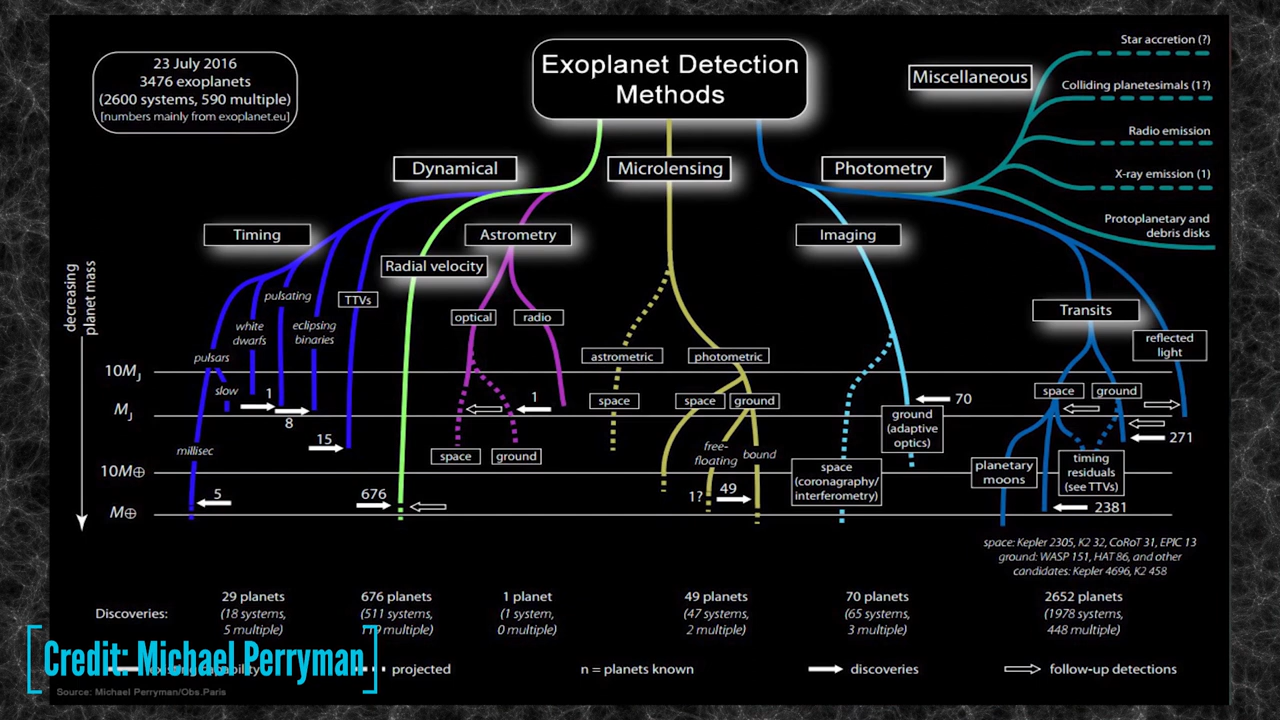 23 July 2016
3476 exoplanets
(2600 systems, 590 multiple)
[numbers mainly from exoplanet.eu]
Exoplanet Detection
Methods
Miscellaneous
Star accretion (?)
Colliding planetesimals (1?)
Radio emission
X-ray emission (1)
Protoplanetary and
debris disks
Dynamical
Microlensing
Photometry
Timing
Astrometry
Imaging
Radial velocity
decreasing
planet mass
pulsating
TTVs
white
dwarfs
eclipsing
binaries
optical
radio
Transits
reflected
light
pulsars
slow
astrometric
photometric
10MJ
MJ
10M⊕
M⊕
1
8
15
1
space
space
ground
70
ground
(adaptive
optics)
space
ground
271
millisec
space
ground
free-
floating
bound
space
(coronagraphy/
interferometry)
planetary
moons
timing
residuals
(see TTVs)
5
676
1?
49
2381
space: Kepler 2305, K2 32, CoRoT 31, EPIC 13
ground: WASP 151, HAT 86, and other
candidates: Kepler 4696, K2 458
Discoveries:
29 planets
(18 systems,
5 multiple)
676 planets
(511 systems,
multiple)
1 planet
(1 system,
0 multiple)
49 planets
(47 systems,
2 multiple)
70 planets
(65 systems,
3 multiple)
2652 planets
(1978 systems,
448 multiple)
Credit: Michael Perryman
projected
n = planets known
discoveries
follow-up detections
Source: Michael Perryman/Obs.Paris